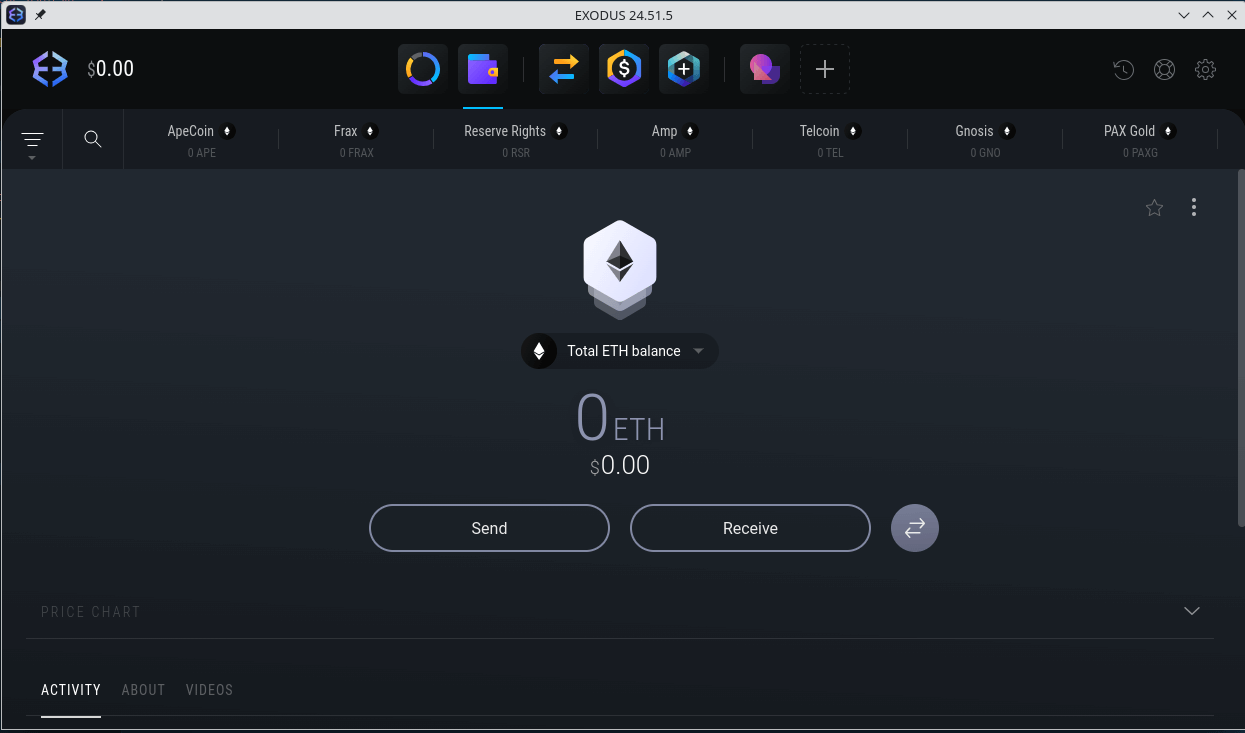 EXODUS 24.51.5
$0.00
ApeCoin
0 APE
Frax
0 FRAX
Reserve Rights
0 RSR
Amp
0 AMP
Telcoin
0 TEL
Gnosis
0 GNO
PAX Gold
0 PAXG
Total ETH balance
0 ETH
$0.00
Send
Receive
PRICE CHART
ACTIVITY ABOUT VIDEOS